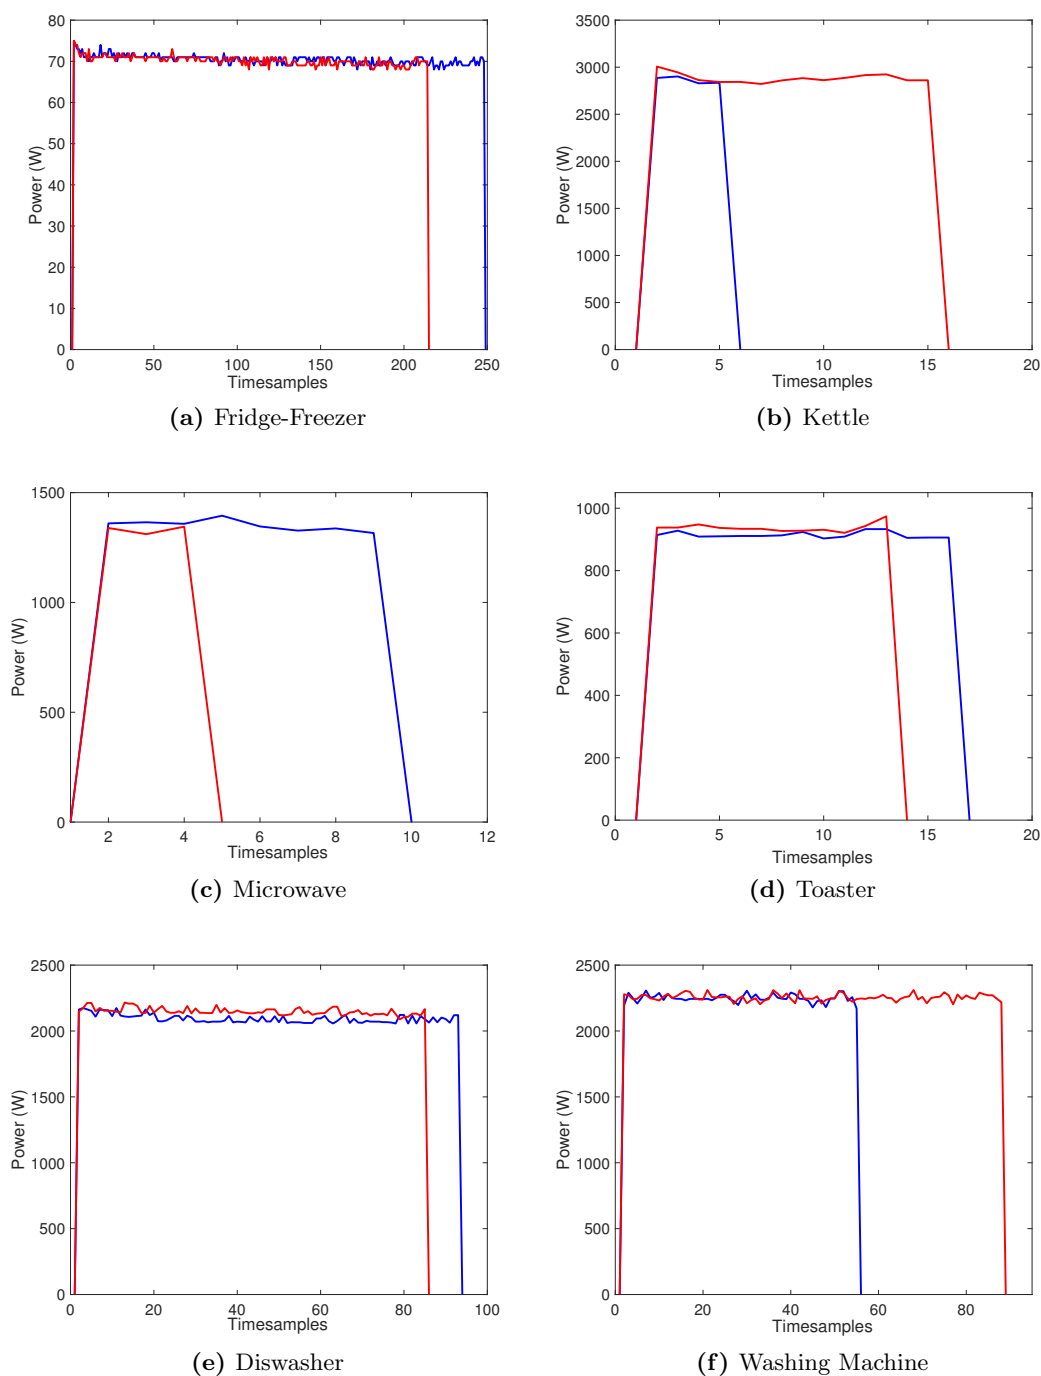 80
70
60
50
40
30
20
10
0
Power (W)
0 50 100 150 200 250
Timesamples
(a) Fridge-Freezer
3500
3000
2500
2000
1500
1000
500
0
Power (W)
0 5 10 15 20
Timesamples
(b) Kettle
1500
1000
500
0
Power (W)
2 4 6 8 10 12
Timesamples
(c) Microwave
1000
800
600
400
200
0
Power (W)
0 5 10 15 20
Timesamples
(d) Toaster
2500
2000
1500
1000
500
0
Power (W)
0 20 40 60 80 100
Timesamples
(e) Diswasher
2500
2000
1500
1000
500
0
Power (W)
0 20 40 60 80
Timesamples
(f) Washing Machine